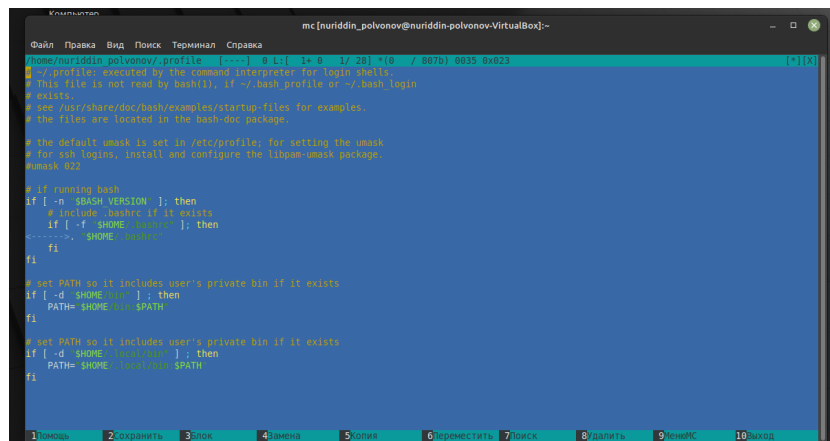 Компьютер
mc [nuriddin_polvonov@nuriddin-polvonov-VirtualBox]:~
Файл Правка Вид Поиск Терминал Справка
/home/nuriddin_polvonov/.profile [----] 0 L:[ 1+ 0 1/ 28] *(0 / 807b) 0035 0x023 [*][X]
# ~/.profile: executed by the command interpreter for login shells.
# This file is not read by bash(1), if ~/.bash_profile or ~/.bash_login
# exists.
# see /usr/share/doc/bash/examples/startup-files for examples.
# the files are located in the bash-doc package.
# the default umask is set in /etc/profile; for setting the umask
# for ssh logins, install and configure the libpam-umask package.
#umask 022
# if running bash
if [ -n "$BASH_VERSION" ]; then
# include .bashrc if it exists
if [ -f "$HOME/.bashrc" ]; then
<------>. "$HOME/.bashrc"
fi
fi
# set PATH so it includes user's private bin if it exists
if [ -d "$HOME/bin" ] ; then
PATH="$HOME/bin:$PATH"
fi
# set PATH so it includes user's private bin if it exists
if [ -d "$HOME/.local/bin" ] ; then
PATH="$HOME/.local/bin:$PATH"
fi
1Помощь 2Сохранить 3Блок 4Замена 5Копия 6Переместить 7Поиск 8Удалить 9МенюMC 10Выход